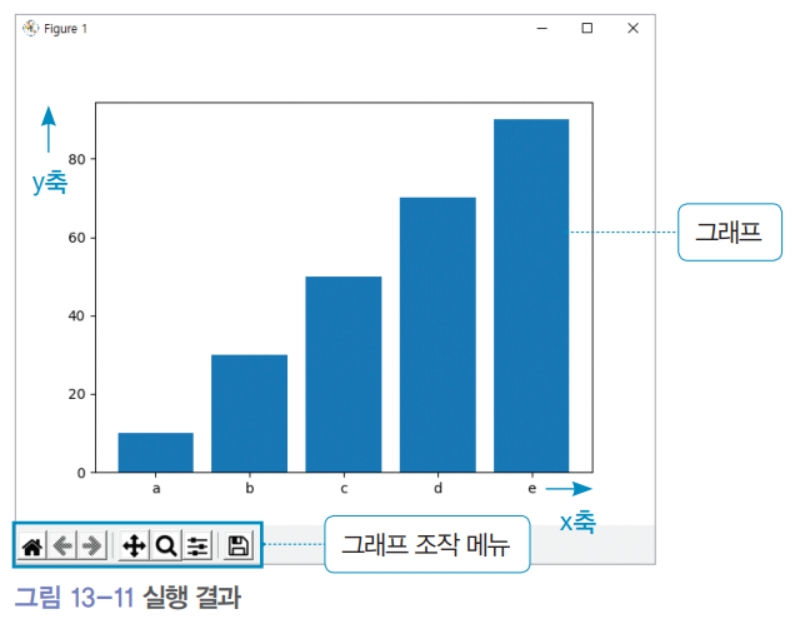 Figure 1
y축
80
60
40
20
0
그래프
a b c d e
x축
그래프 조작 메뉴
그림 13-11 실행 결과